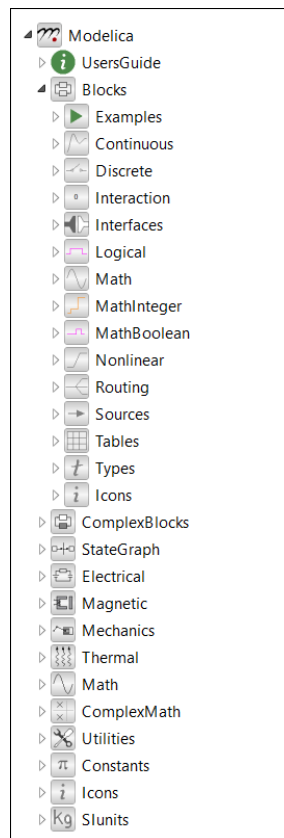 Modelica
UsersGuide
Blocks
Examples
Continuous
Discrete
Interaction
Interfaces
Logical
Math
MathInteger
MathBoolean
Nonlinear
Routing
Sources
Tables
Types
Icons
ComplexBlocks
StateGraph
Electrical
Magnetic
Mechanics
Thermal
Math
ComplexMath
Utilities
π Constants
Icons
Kg SIunits